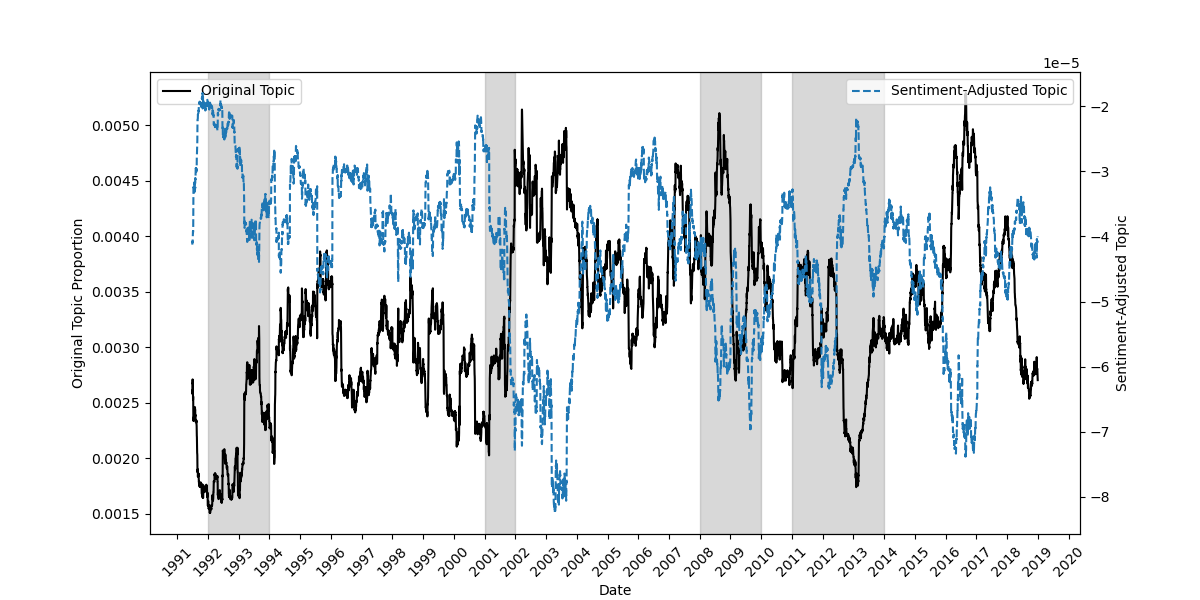 1e−5
Original Topic
Sentiment-Adjusted Topic
0.0050
0.0045
0.0040
0.0035
0.0030
0.0025
0.0020
0.0015
Original Topic Proportion
−2
−3
−4
−5
−6
−7
−8
Sentiment-Adjusted Topic
1991 1992 1993 1994 1995 1996 1997 1998 1999 2000 2001 2002 2003 2004 2005 2006 2007 2008 2009 2010 2011 2012 2013 2014 2015 2016 2017 2018 2019 2020
Date